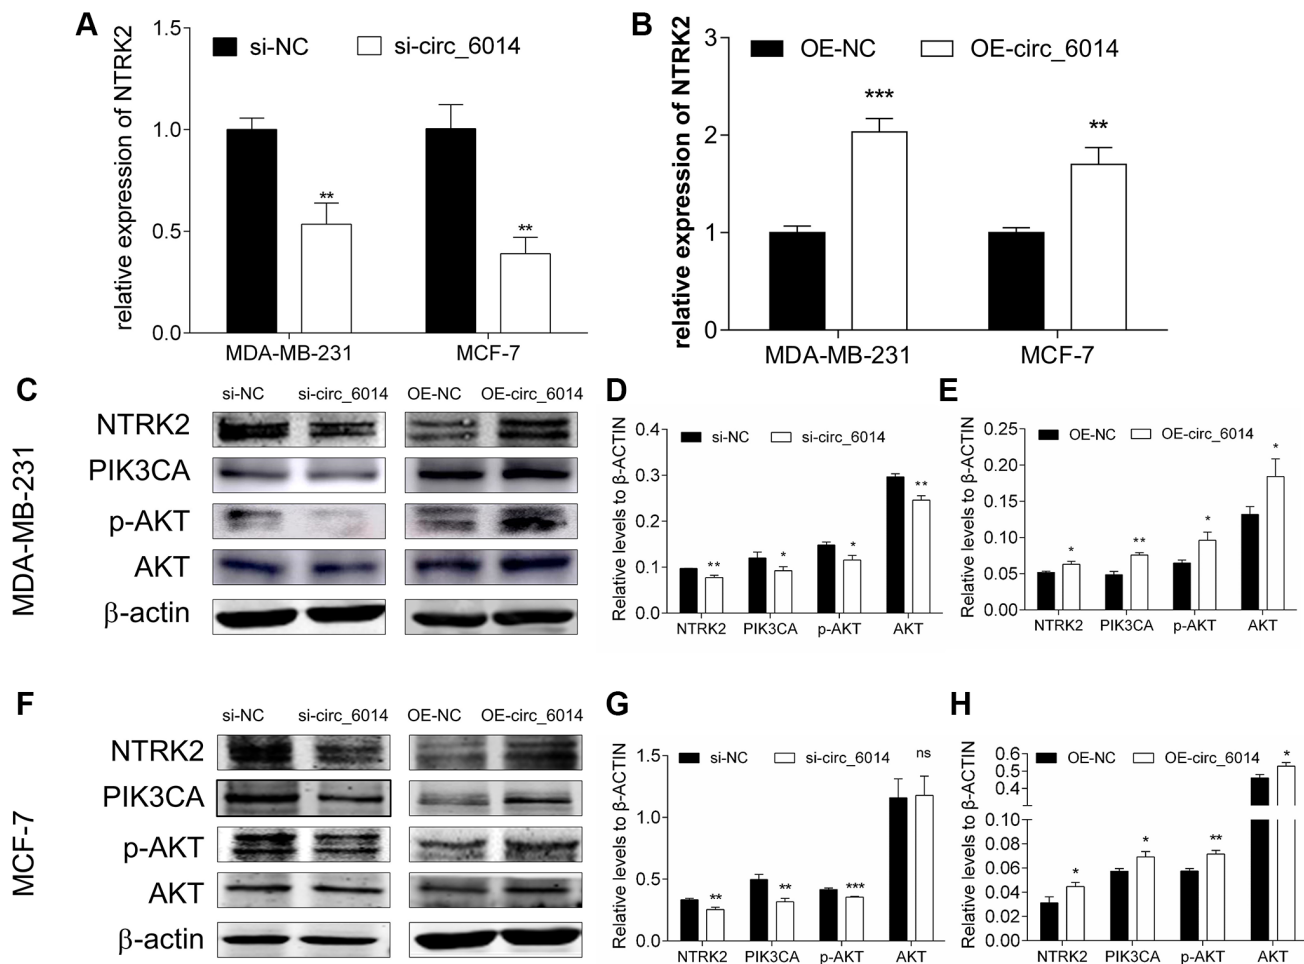 A
relative expression of NTRK2
1.5
1.0
0.5
0.0
si-NC si-circ_6014
**
**
MDA-MB-231 MCF-7
B
relative expression of NTRK2
3
2
1
0
OE-NC OE-circ_6014
***
**
MDA-MB-231 MCF-7
C
MDA-MB-231
si-NC si-circ_6014 OE-NC OE-circ_6014
NTRK2
PIK3CA
p-AKT
AKT
β-actin
D
Relative levels to β-ACTIN
0.4
0.3
0.2
0.1
0.0
si-NC si-circ_6014
** * * **
NTRK2 PIK3CA p-AKT AKT
E
Relative levels to β-ACTIN
0.25
0.20
0.15
0.10
0.05
0.00
OE-NC OE-circ_6014
* ** * *
NTRK2 PIK3CA p-AKT AKT
F
MCF-7
si-NC si-circ_6014 OE-NC OE-circ_6014
NTRK2
PIK3CA
p-AKT
AKT
β-actin
G
Relative levels to β-ACTIN
1.5
1.0
0.5
0.0
si-NC si-circ_6014
** ** *** ns
NTRK2 PIK3CA p-AKT AKT
H
Relative levels to β-ACTIN
0.6
0.5
0.4
0.10
0.08
0.06
0.04
0.02
0.00
OE-NC OE-circ_6014
* * ** *
NTRK2 PIK3CA p-AKT AKT